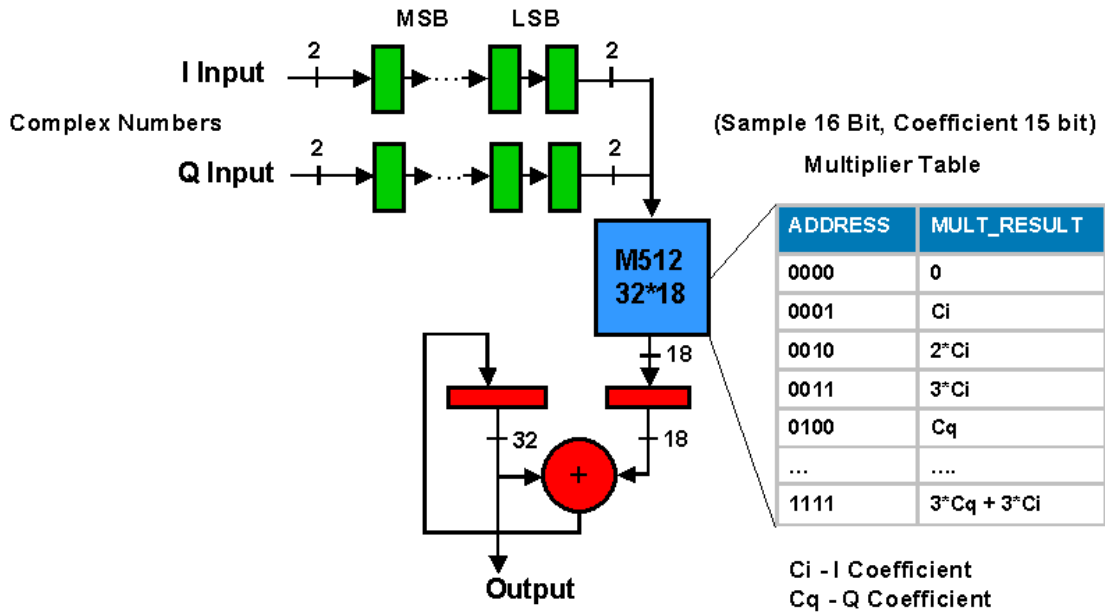 MSB LSB
2 2
I Input
Complex Numbers
2 2
Q Input
(Sample 16 Bit, Coefficient 15 bit)
Multiplier Table
M512
32*18
18
32 18
+
Output
ADDRESS MULT_RESULT
0000 0
0001 Ci
0010 2*Ci
0011 3*Ci
0100 Cq
... ....
1111 3*Cq + 3*Ci
Ci - I Coefficient
Cq - Q Coefficient